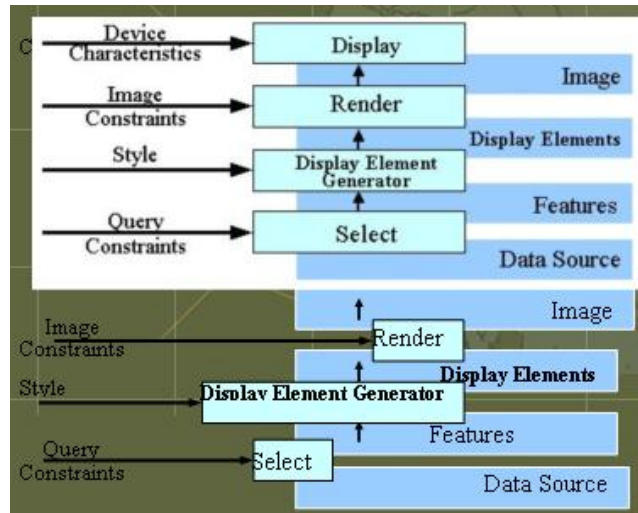 Device
Characteristics
Display
Image
Image
Constraints
Render
Display Elements
Style
Display Element
Generator
Features
Query
Constraints
Select
Data Source
Image
Image
Constraints
Render
Display Elements
Style
Display Element Generator
Features
Query
Constraints
Select
Data Source